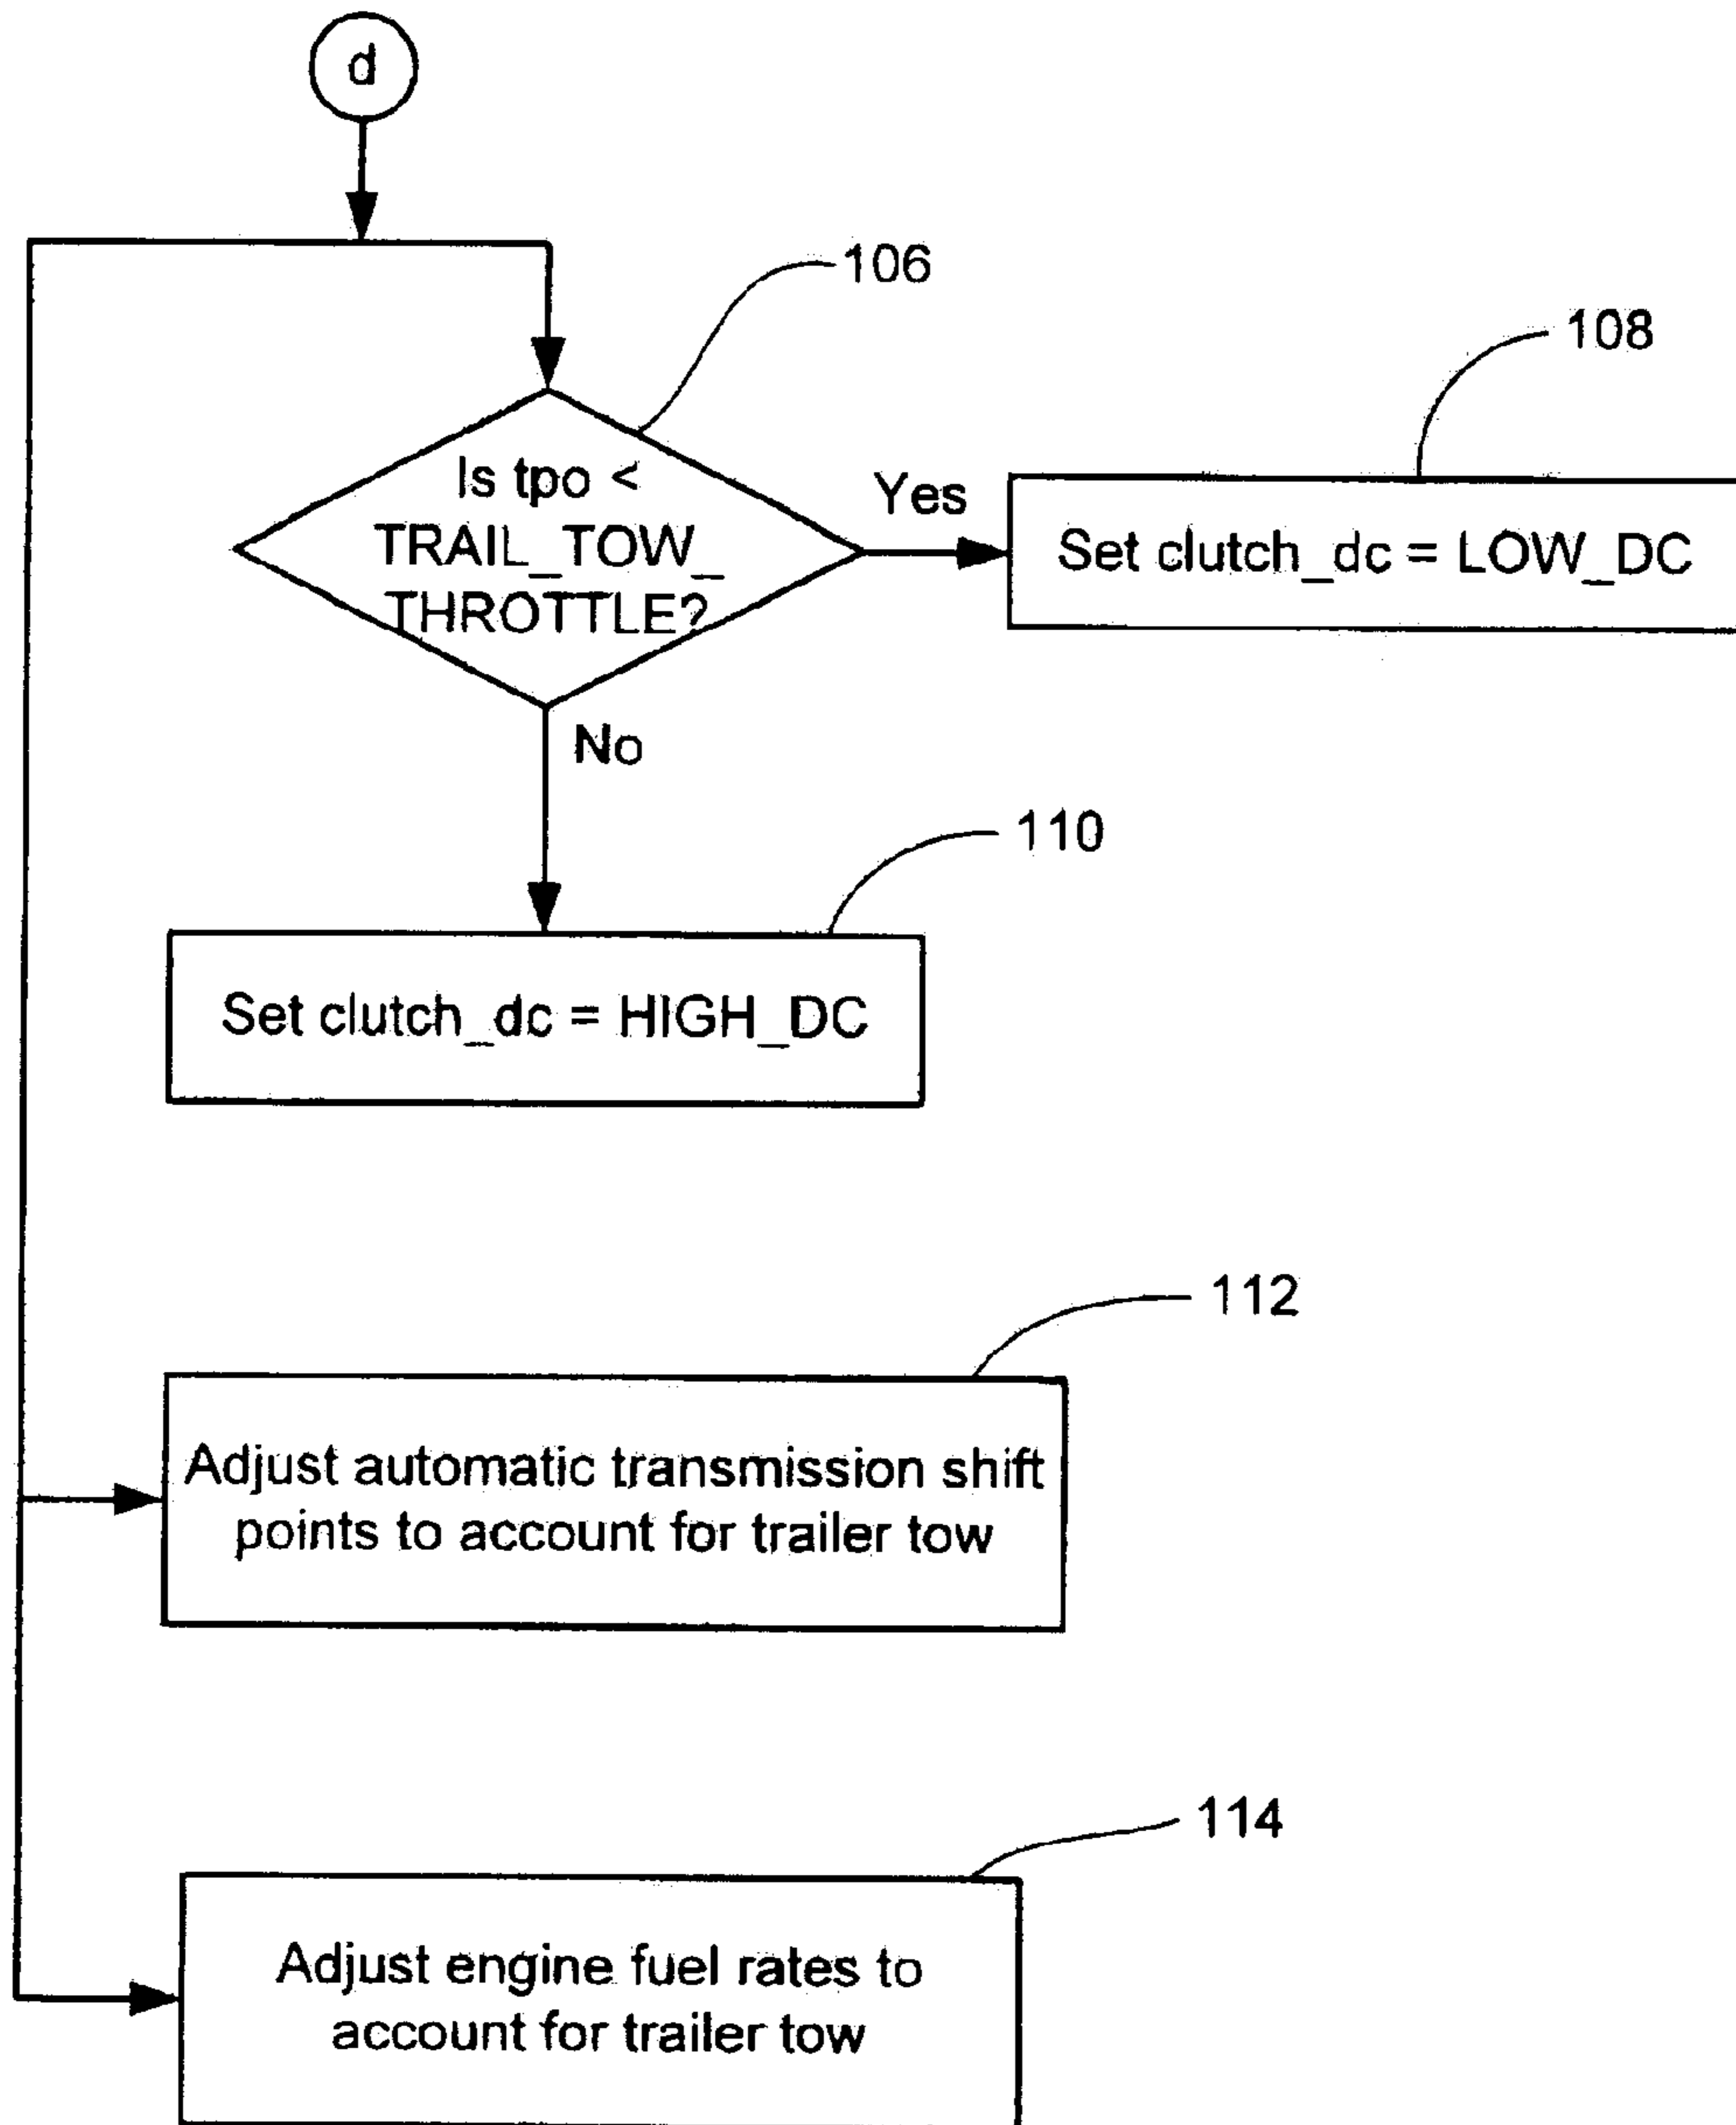 d
106
108
Is tpo <
TRAIL_TOW_
THROTTLE?
Yes
Set clutch_dc = LOW_DC
No
110
Set clutch_dc = HIGH_DC
112
Adjust automatic transmission shift
points to account for trailer tow
114
Adjust engine fuel rates to
account for trailer tow